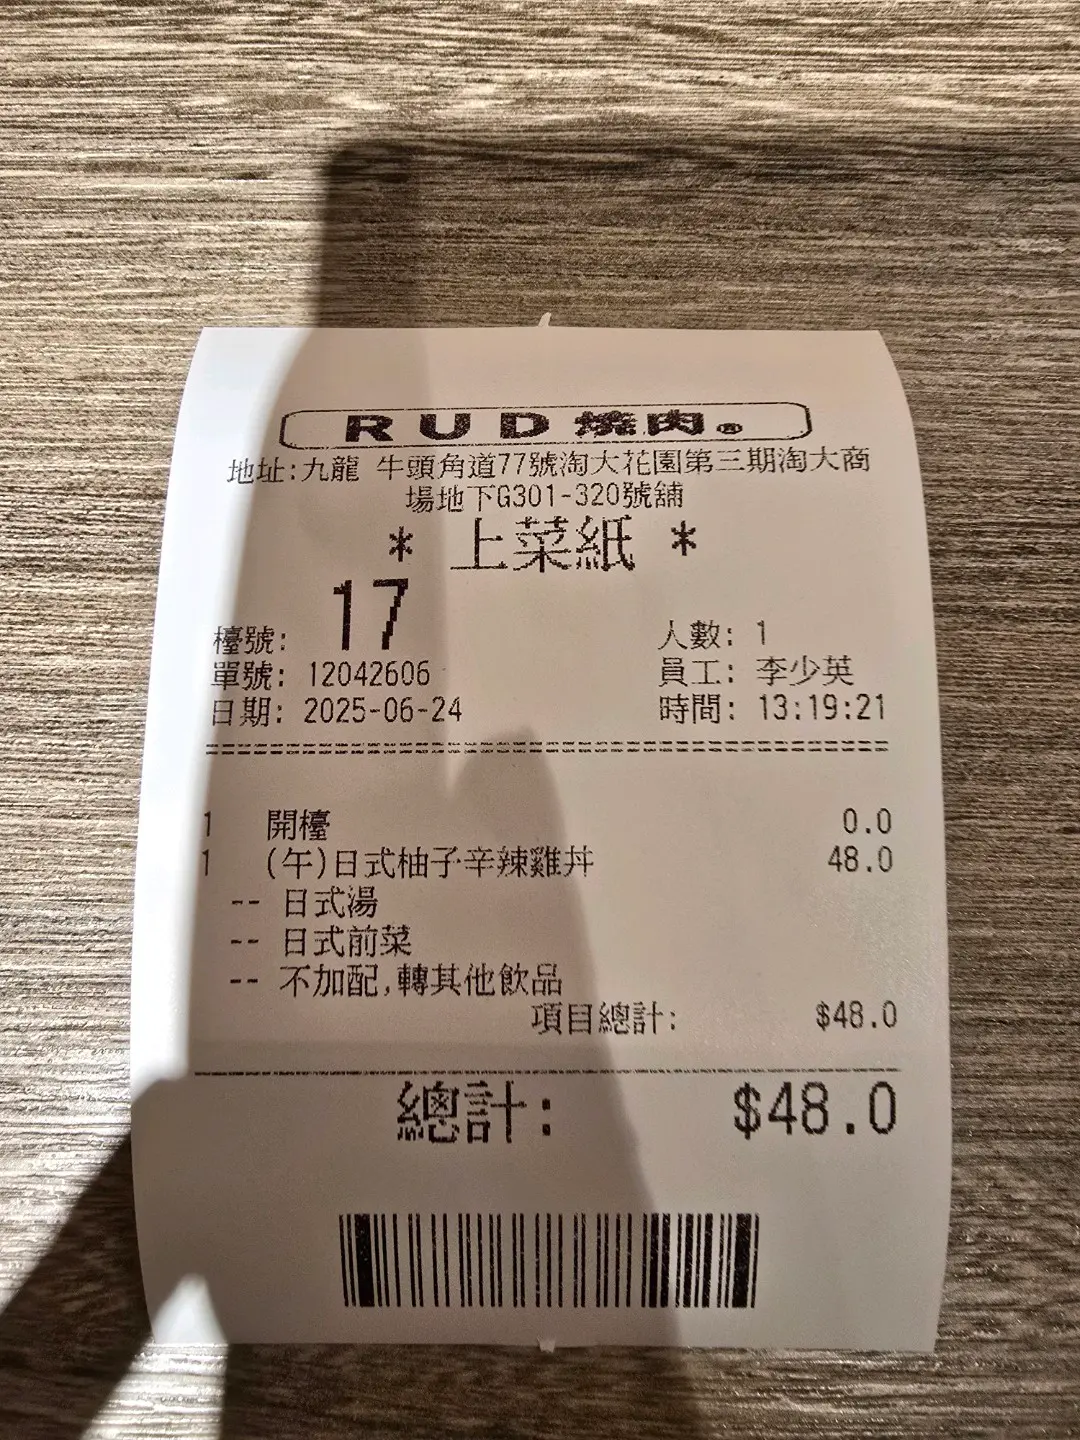 RUD燒肉®
地址:九龍 牛頭角道77號淘大花園第三期淘大商
場地下G301-320號舖
* 上菜紙 *
檯號: 17 人數: 1
單號: 12042606 員工: 李少英
日期: 2025-06-24 時間: 13:19:21
1 開檯 0.0
1 (午)日式柚子辛辣雞丼 48.0
-- 日式湯
-- 日式前菜
-- 不加配,轉其他飲品
項目總計: $48.0
總計: $48.0